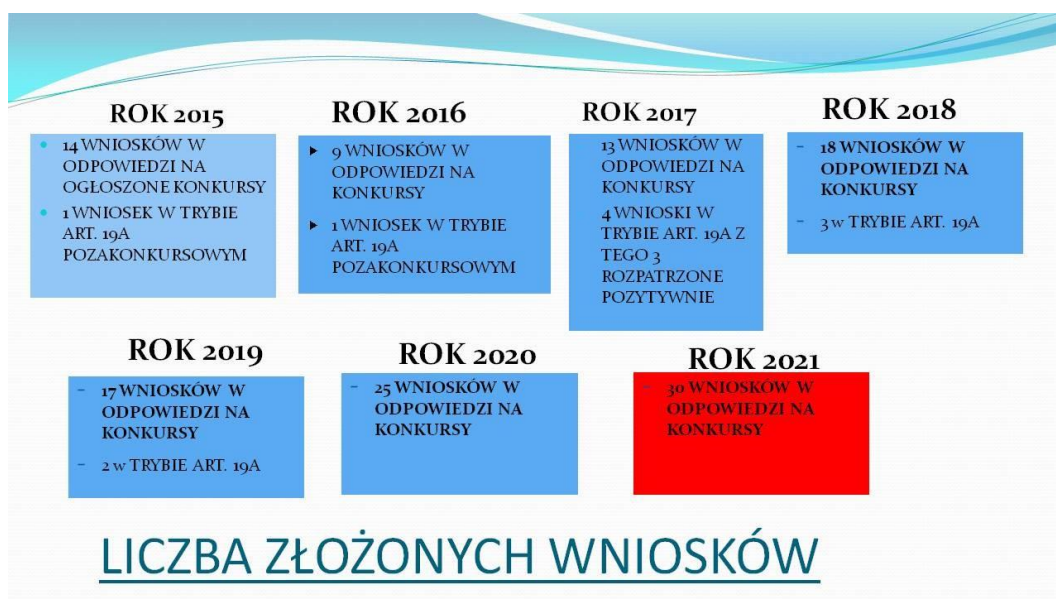 ROK 2015
• 14 WNIOSKÓW W
ODPOWIEDZI NA
OGŁOSZONE KONKURSY
• 1 WNIOSEK W TRYBIE
ART. 19A
POZAKONKURSOWYM
ROK 2016
▶ 9 WNIOSKÓW W
ODPOWIEDZI NA
KONKURSY
▶ 1 WNIOSEK W TRYBIE
ART. 19A
POZAKONKURSOWYM
ROK 2017
13 WNIOSKÓW W
ODPOWIEDZI NA
KONKURSY
4 WNIOSKI W
TRYBIE ART. 19A Z
TEGO 3
ROZPATRZONE
POZYTYWNIE
ROK 2018
- 18 WNIOSKÓW W
ODPOWIEDZI NA
KONKURSY
- 3 w TRYBIE ART. 19A
ROK 2019
- 17 WNIOSKÓW W
ODPOWIEDZI NA
KONKURSY
- 2 w TRYBIE ART. 19A
ROK 2020
- 25 WNIOSKÓW W
ODPOWIEDZI NA
KONKURSY
ROK 2021
- 30 WNIOSKÓW W
ODPOWIEDZI NA
KONKURSY
LICZBA ZŁOŻONYCH WNIOSKÓW